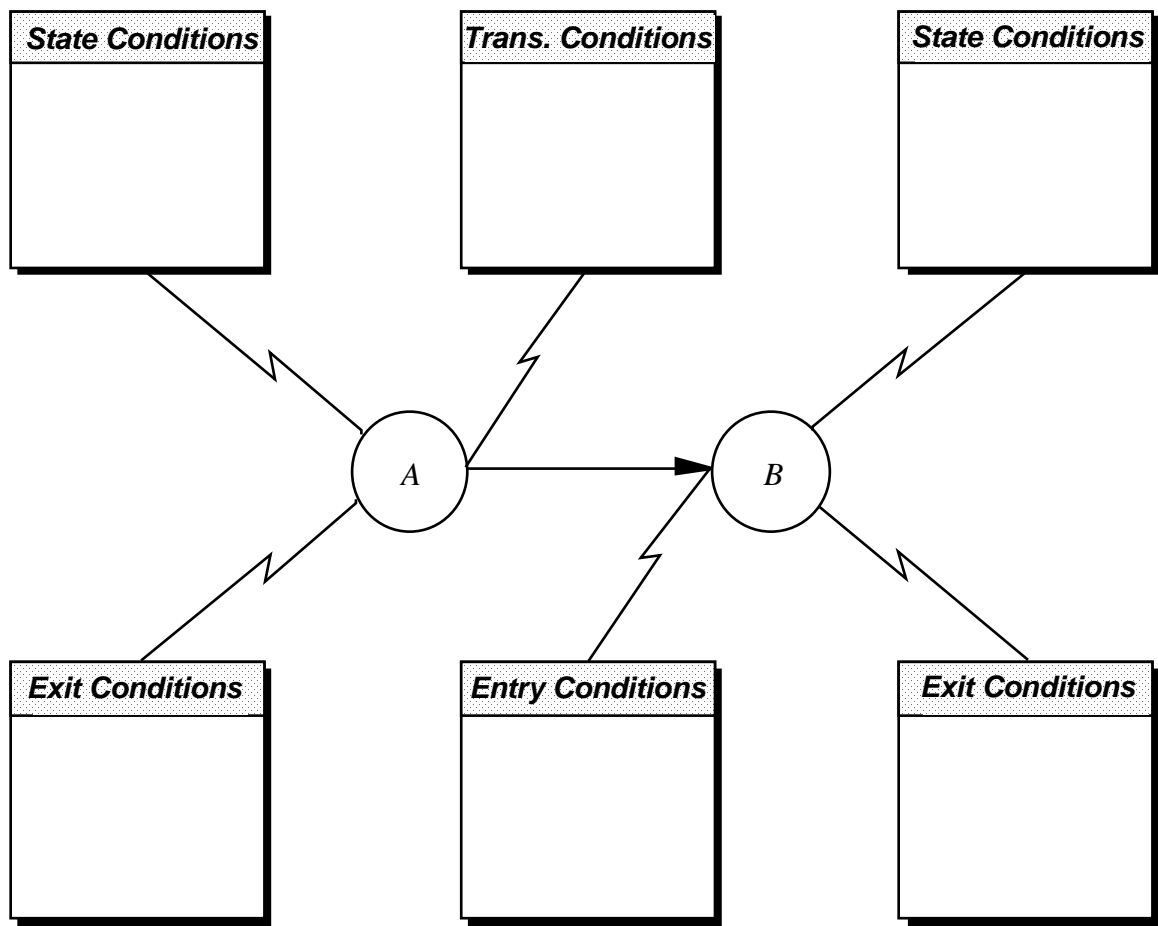 State Conditions
Trans. Conditions
State Conditions
A
B
Exit Conditions
Entry Conditions
Exit Conditions